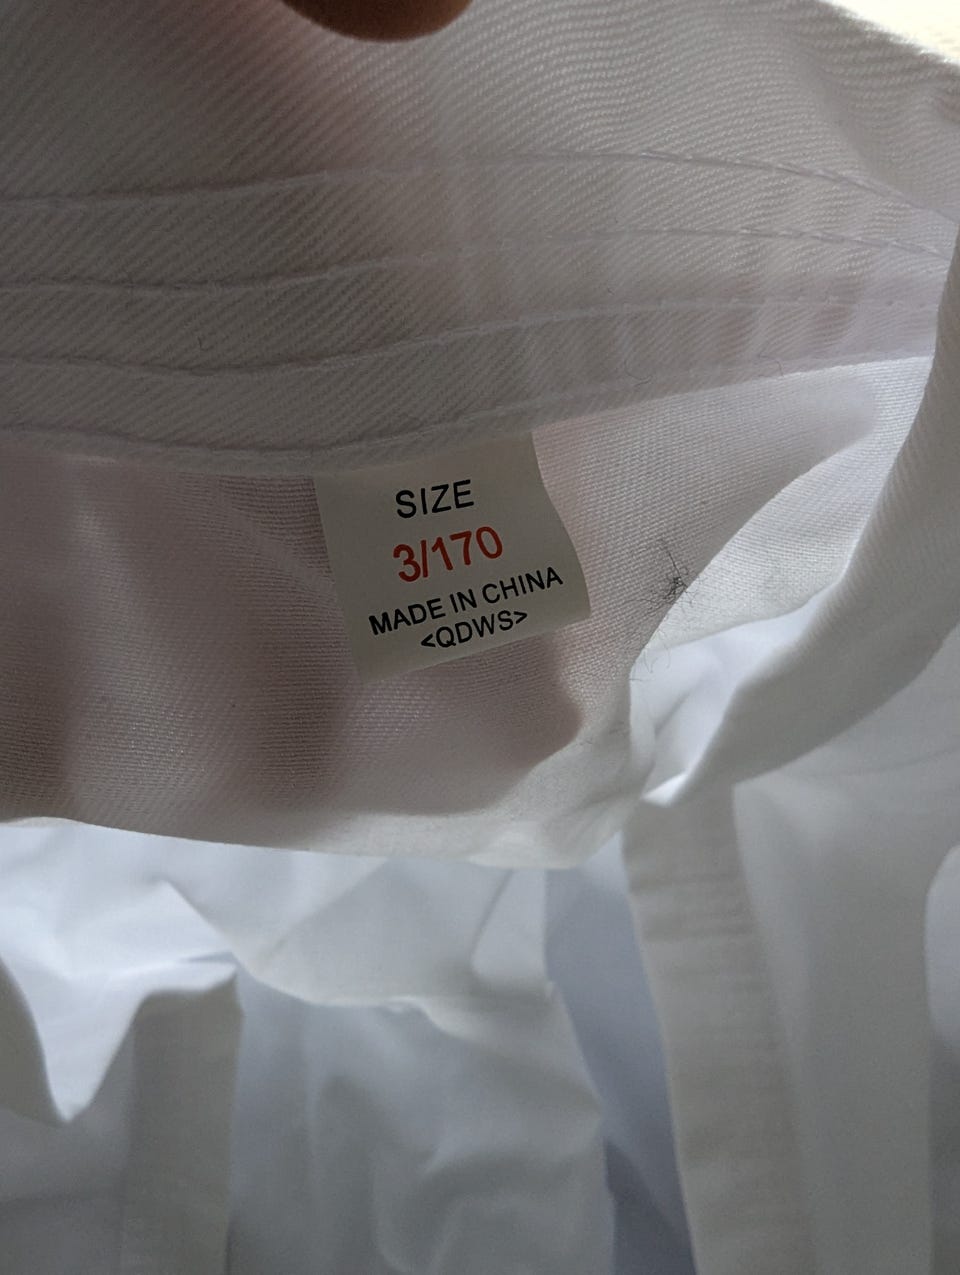 SIZE
3/170
MADE IN CHINA
<QDWS>